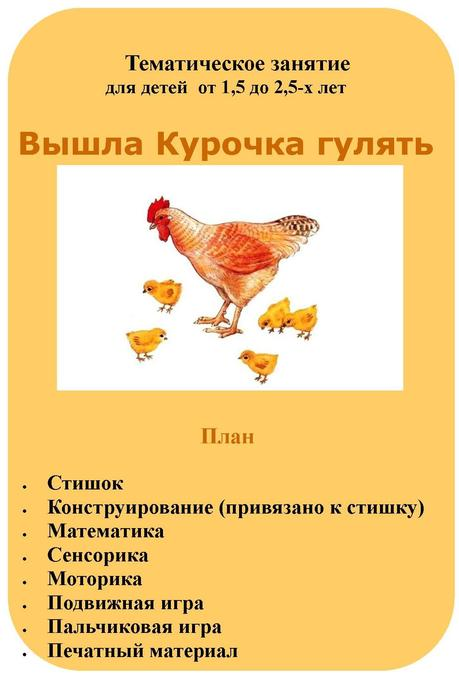 Тематическое занятие
для детей от 1,5 до 2,5-х лет
Вышла Курочка гулять
План
• Стишок
• Конструирование (привязано к стишку)
• Математика
• Сенсорика
• Моторика
• Подвижная игра
• Пальчиковая игра
• Печатный материал